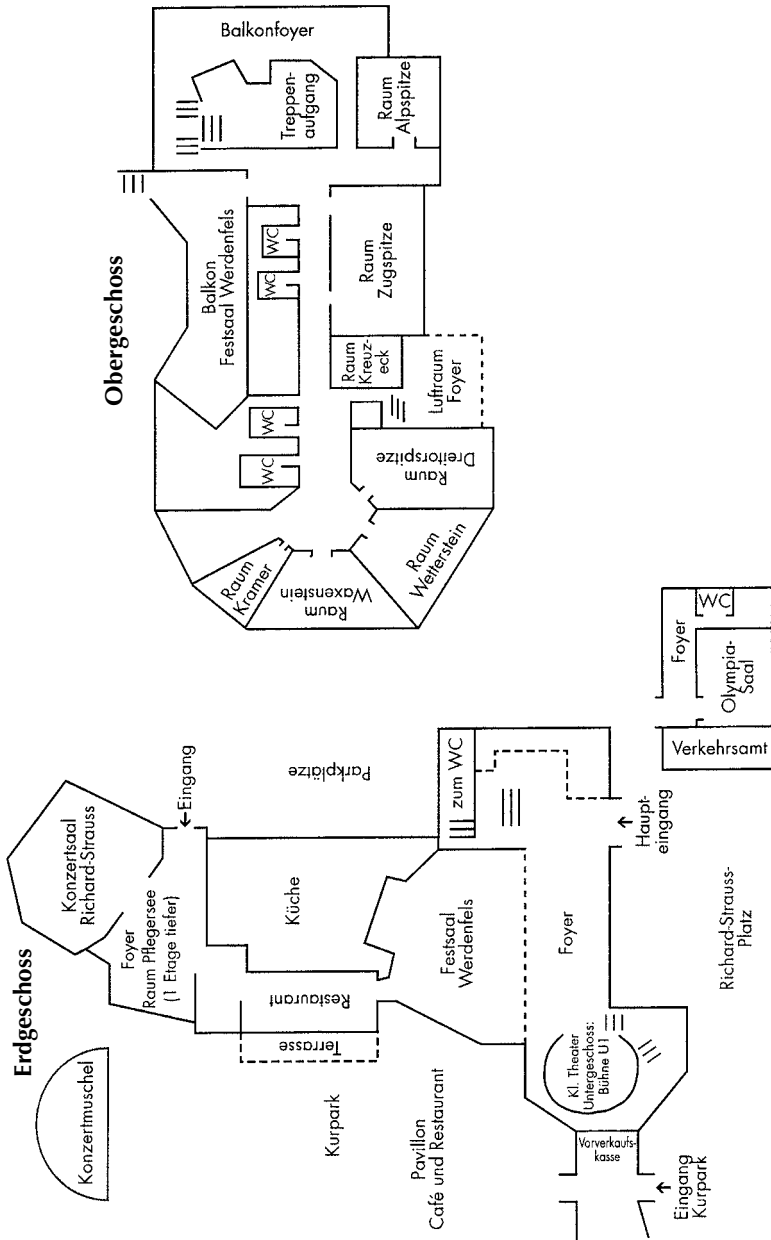 Obergeschoss
Balkonfoyer
Treppen-
aufgang
Raum
Alpspitze
Balkon
Festsaal Werdenfels
WC
WC
WC
WC
Raum
Zugspitze
Raum
Kreuz-
eck
Luftraum
Foyer
Raum
Dreitorspitze
Raum
Wetterstein
Raum
Waxenstein
Raum
Kramer
Erdgeschoss
Konzertmuschel
Konzertsaal
Richard-Strauss
Eingang
Foyer
Raum Pflegersee
(1 Etage tiefer)
Parkplätze
Küche
Restaurant
Terrasse
Kurpark
Pavillon
Café und Restaurant
Festsaal
Werdenfels
zum WC
Foyer
Haupt-
eingang
Richard-Strauss-
Platz
Kl. Theater
Untergeschoss:
Bühne U1
Vorverkaufs-
kasse
Eingang
Kurpark
Foyer
WC
Olympia-
Saal
Verkehrsamt